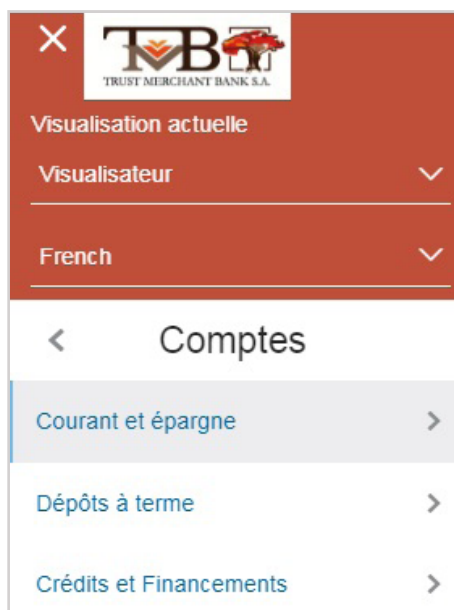 TMB
TRUST MERCHANT BANK S.A.
Visualisation actuelle
Visualisateur
French
Comptes
Courant et épargne
Dépôts à terme
Crédits et Financements